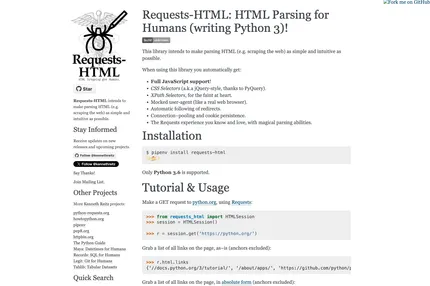 Requests-
HTML
HTML Scraping for Humans.
Star
Requests-HTML intends to
make parsing HTML (e.g.
scraping the web) as simple and
intuitive as possible.
Stay Informed
Receive updates on new
releases and upcoming projects.
Say Thanks!
Join Mailing List.
Other Projects
More Kenneth Reitz projects:
python-requests.org
howtopython.org
pipenv
pep8.org
httpbin.org
The Python Guide
Maya: Datetimes for Humans
Records: SQL for Humans
Legit: Git for Humans
Tablib: Tabular Datasets
Quick Search
Fork me on GitHub
Requests-HTML: HTML Parsing for
Humans (writing Python 3)!
This library intends to make parsing HTML (e.g. scraping the web) as simple and intuitive as
possible.
When using this library you automatically get:
• Full JavaScript support!
• CSS Selectors (a.k.a jQuery-style, thanks to PyQuery).
• XPath Selectors, for the faint at heart.
• Mocked user-agent (like a real web browser).
• Automatic following of redirects.
• Connection–pooling and cookie persistence.
• The Requests experience you know and love, with magical parsing abilities.
Installation
$ pipenv install requests-html
Only Python 3.6 is supported.
Tutorial & Usage
Make a GET request to python.org, using Requests:
>>> from requests_html import HTMLSession
>>> session = HTMLSession()
>>> r = session.get('https://python.org/')
Grab a list of all links on the page, as–is (anchors excluded):
>>> r.html.links
{'//docs.python.org/3/tutorial/', '/about/apps/', 'https://github.com/python/p
Grab a list of all links on the page, in absolute form (anchors excluded):